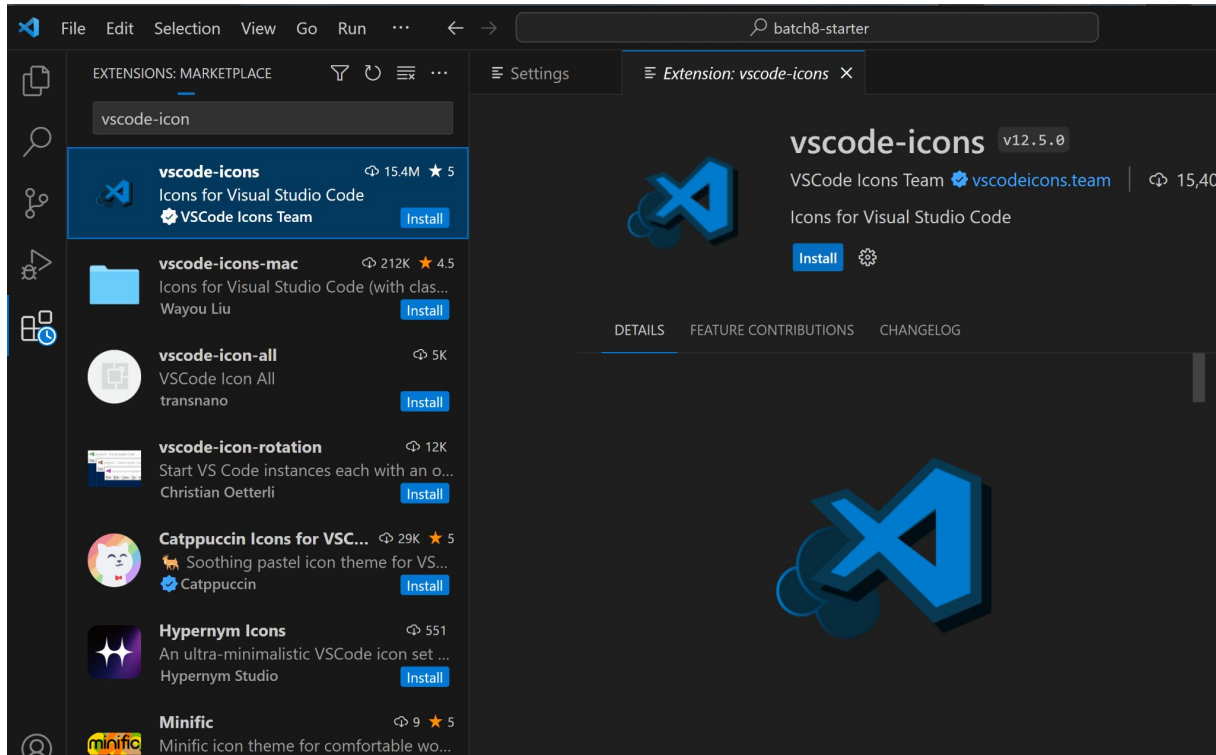 File Edit Selection View Go Run ··· batch8-starter
EXTENSIONS: MARKETPLACE
vscode-icon
vscode-icons 15.4M ★ 5
Icons for Visual Studio Code
VSCode Icons Team Install
vscode-icons-mac 212K ★ 4.5
Icons for Visual Studio Code (with clas...
Wayou Liu Install
vscode-icon-all 5K
VSCode Icon All
transnano Install
vscode-icon-rotation 12K
Start VS Code instances each with an o...
Christian Oetterli Install
Catppuccin Icons for VSC... 29K ★ 5
🐈 Soothing pastel icon theme for VS...
Catppuccin Install
Hypernym Icons 551
An ultra-minimalistic VSCode icon set ...
Hypernym Studio Install
Minific 9 ★ 5
minific
Minific icon theme for comfortable wo...
Settings Extension: vscode-icons
vscode-icons v12.5.0
VSCode Icons Team vscodeicons.team | 15,40
Icons for Visual Studio Code
Install
DETAILS FEATURE CONTRIBUTIONS CHANGELOG